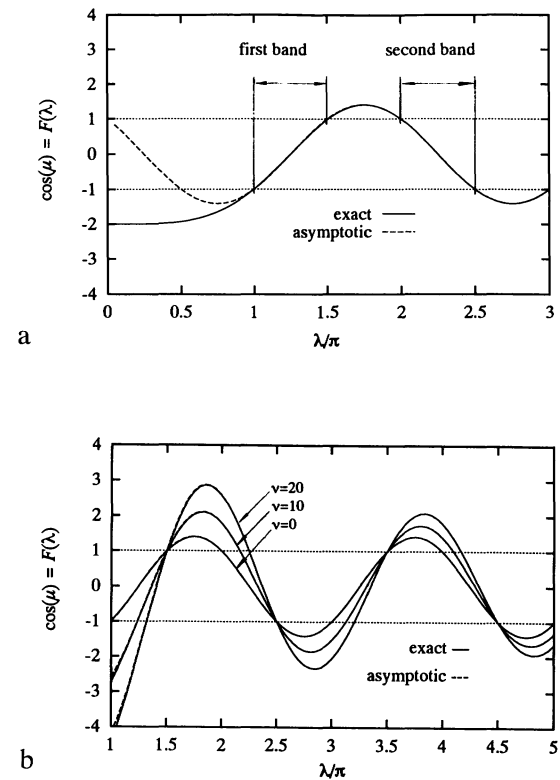 4
3
first band
second band
2
1
0
-1
-2
-3
-4
cos(μ) = F(λ)
exact
asymptotic
0 0.5 1 1.5 2 2.5 3
λ/π
a
4
3
2
1
0
-1
-2
-3
-4
cos(μ) = F(λ)
ν=20
ν=10
ν=0
exact
asymptotic
1 1.5 2 2.5 3 3.5 4 4.5 5
λ/π
b